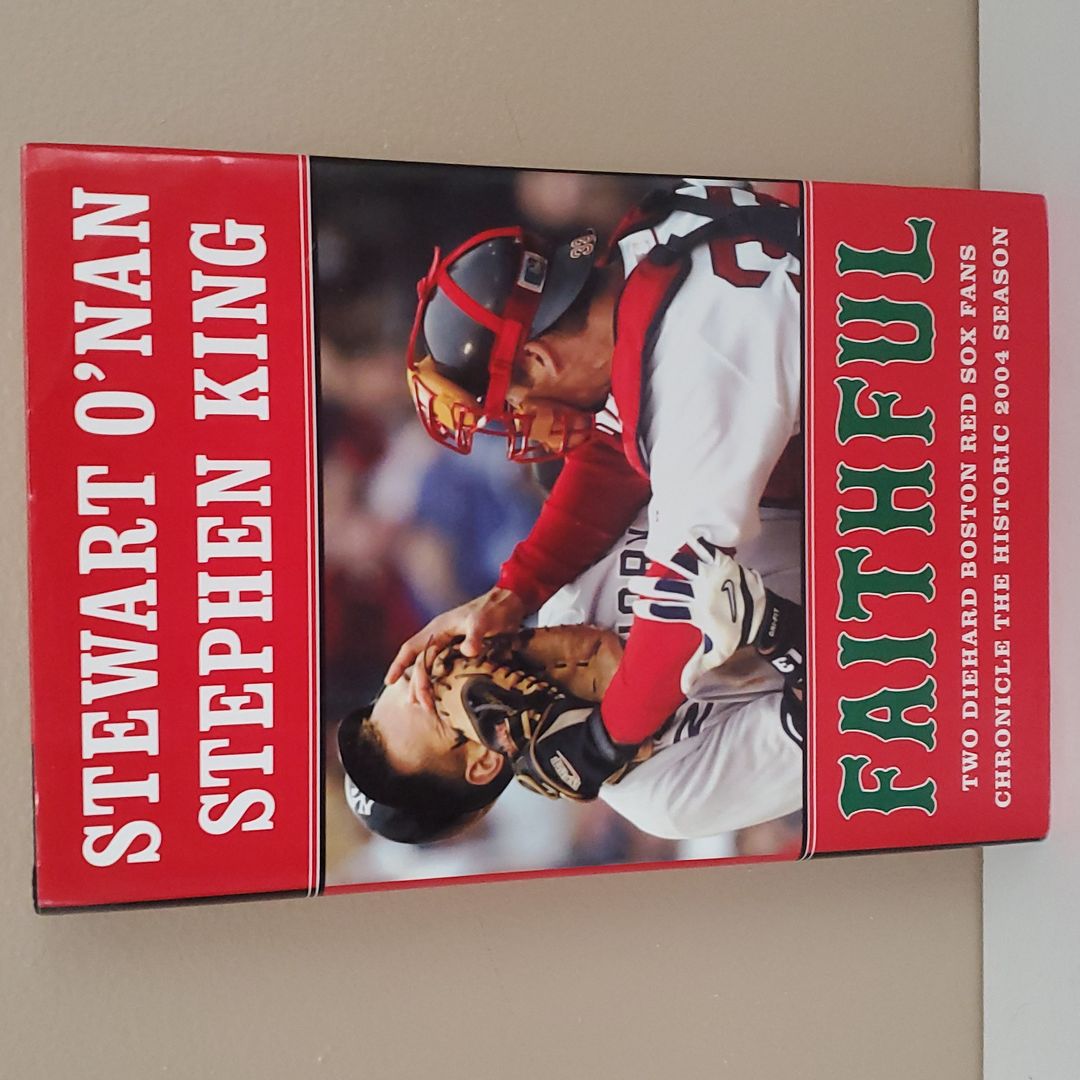 STEWART O'NAN
STEPHEN KING
FAITHFUL
TWO DIEHARD BOSTON RED SOX FANS
CHRONICLE THE HISTORIC 2004 SEASON